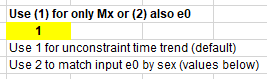 Use (1) for only Mx or (2) also e0
1
Use 1 for unconstraint time trend (default)
Use 2 to match input e0 by sex (values below)